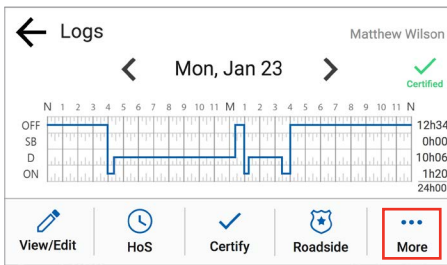 Logs
Matthew Wilson
Mon, Jan 23
Certified
N 1 2 3 4 5 6 7 8 9 10 11 M 1 2 3 4 5 6 7 8 9 10 11 N
OFF 12h34
SB 0h00
D 10h06
ON 1h20
24h00
View/Edit HoS Certify Roadside More